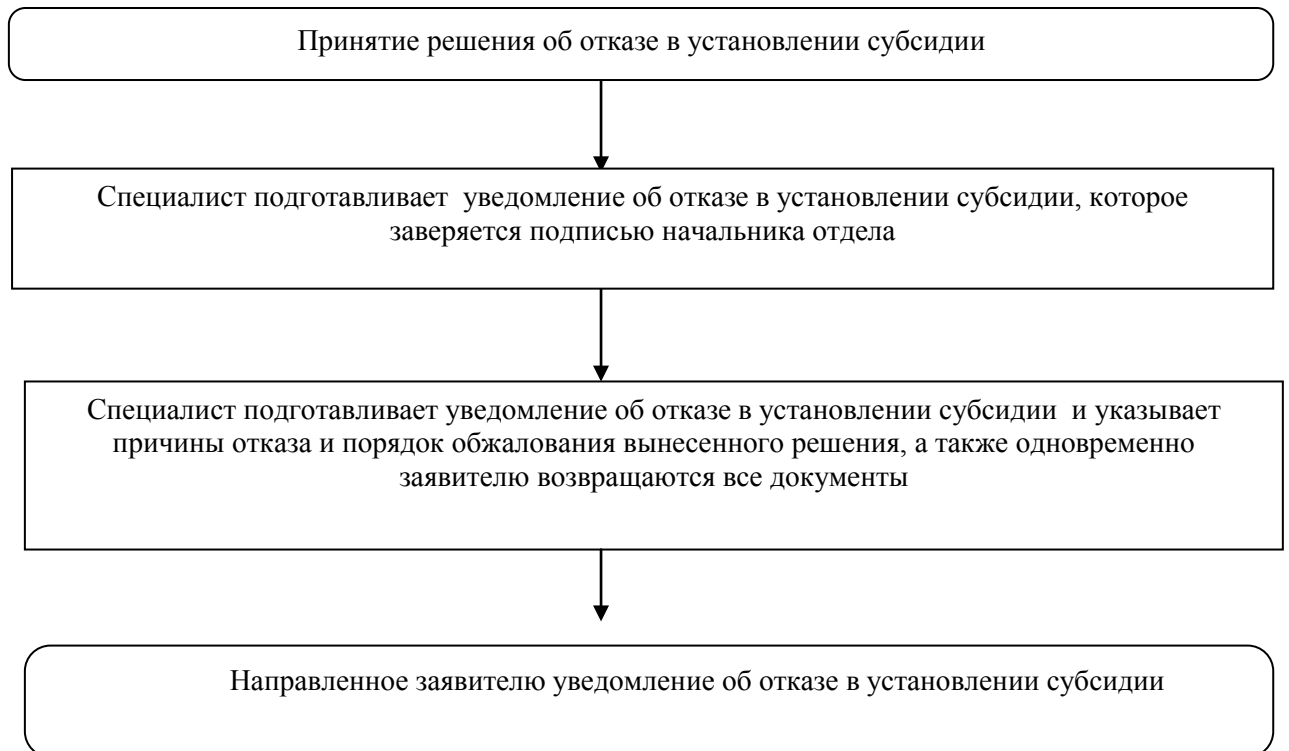 Принятие решения об отказе в установлении субсидии
Специалист подготавливает уведомление об отказе в установлении субсидии, которое
заверяется подписью начальника отдела
Специалист подготавливает уведомление об отказе в установлении субсидии и указывает
причины отказа и порядок обжалования вынесенного решения, а также одновременно
заявителю возвращаются все документы
Направленное заявителю уведомление об отказе в установлении субсидии